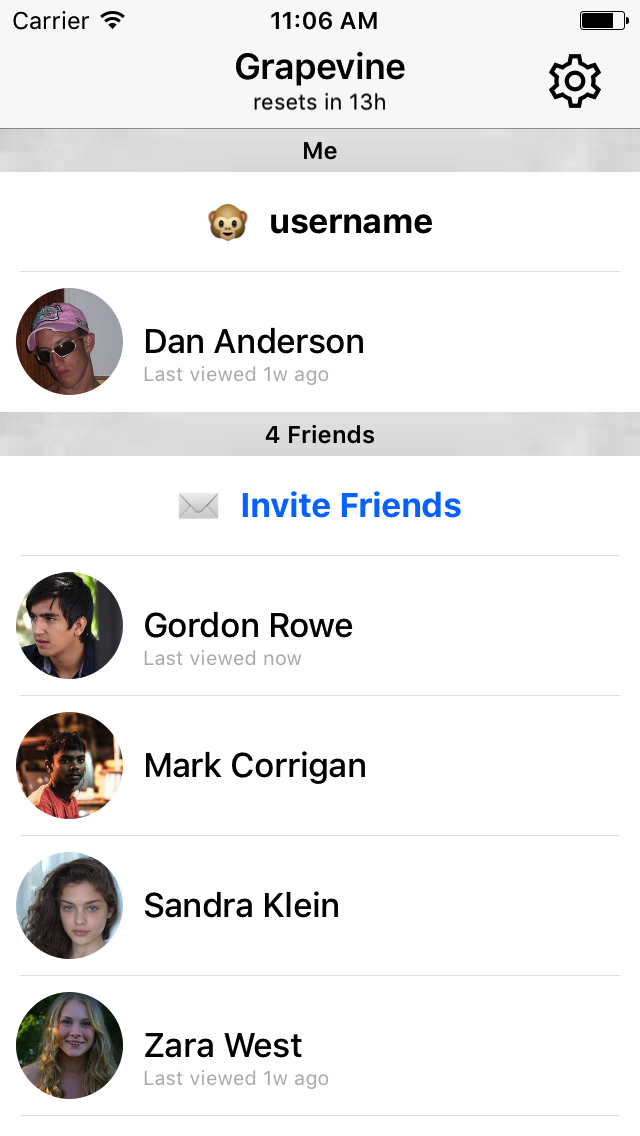 Carrier 11:06 AM
Grapevine
resets in 13h
Me
username
Dan Anderson
Last viewed 1w ago
4 Friends
Invite Friends
Gordon Rowe
Last viewed now
Mark Corrigan
Sandra Klein
Zara West
Last viewed 1w ago